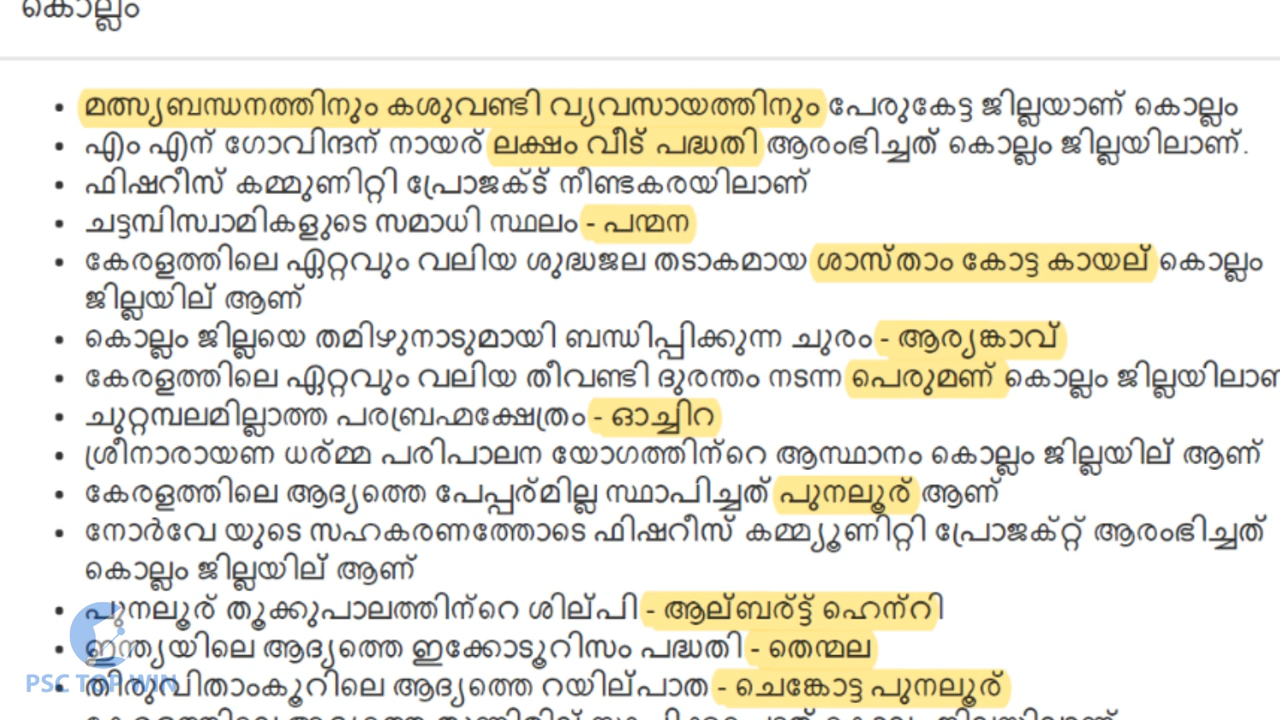 കൊല്ലം
• മത്സ്യബന്ധനത്തിനും കശുവണ്ടി വ്യവസായത്തിനും പേരുകേട്ട ജില്ലയാണ് കൊല്ലം
• എം എന് ഗോവിന്ദന് നായര് ലക്ഷം വീട് പദ്ധതി ആരംഭിച്ചത് കൊല്ലം ജില്ലയിലാണ്.
• ഫിഷറീസ് കമ്മുണിറ്റി പ്രോജക്ട് നീണ്ടകരയിലാണ്
• ചട്ടമ്പിസ്വാമികളുടെ സമാധി സ്ഥലം - പന്മന
• കേരളത്തിലെ ഏറ്റവും വലിയ ശുദ്ധജല തടാകമായ ശാസ്താം കോട്ട കായല് കൊല്ലം
ജില്ലയില് ആണ്
• കൊല്ലം ജില്ലയെ തമിഴുനാടുമായി ബന്ധിപ്പിക്കുന്ന ചുരം - ആര്യങ്കാവ്
• കേരളത്തിലെ ഏറ്റവും വലിയ തീവണ്ടി ദുരന്തം നടന്ന പെരുമണ് കൊല്ലം
• ചുറ്റമ്പലമില്ലാത്ത പരബ്രഹ്മക്ഷേത്രം - ഓച്ചിറ
• ശ്രീനാരായണ ധര്മ്മ പരിപാലന യോഗത്തിന്റെ ആസ്ഥാനം കൊല്ലം ജില്ലയില് ആണ്
• കേരളത്തിലെ ആദ്യത്തെ പേപ്പര്മില്ല സ്ഥാപിച്ചത് പുനലൂര് ആണ്
• നോർവേ യുടെ സഹകരണത്തോടെ ഫിഷറീസ് കമ്മ്യൂണിറ്റി പ്രോജക്റ്റ് ആരംഭിച്ചത്
കൊല്ലം ജില്ലയില് ആണ്
• പുനലൂര് തൂക്കുപാലത്തിന്റെ ശില്പി - ആല്ബര്ട്ട് ഹെന്റി
• ഇന്ത്യയിലെ ആദ്യത്തെ ഇക്കോടൂറിസം പദ്ധതി - തെന്മല
• തിരുവിതാംകൂറിലെ ആദ്യത്തെ റയില്പാത - ചെങ്കോട്ട പുനലൂര്
PSC TOP WIN